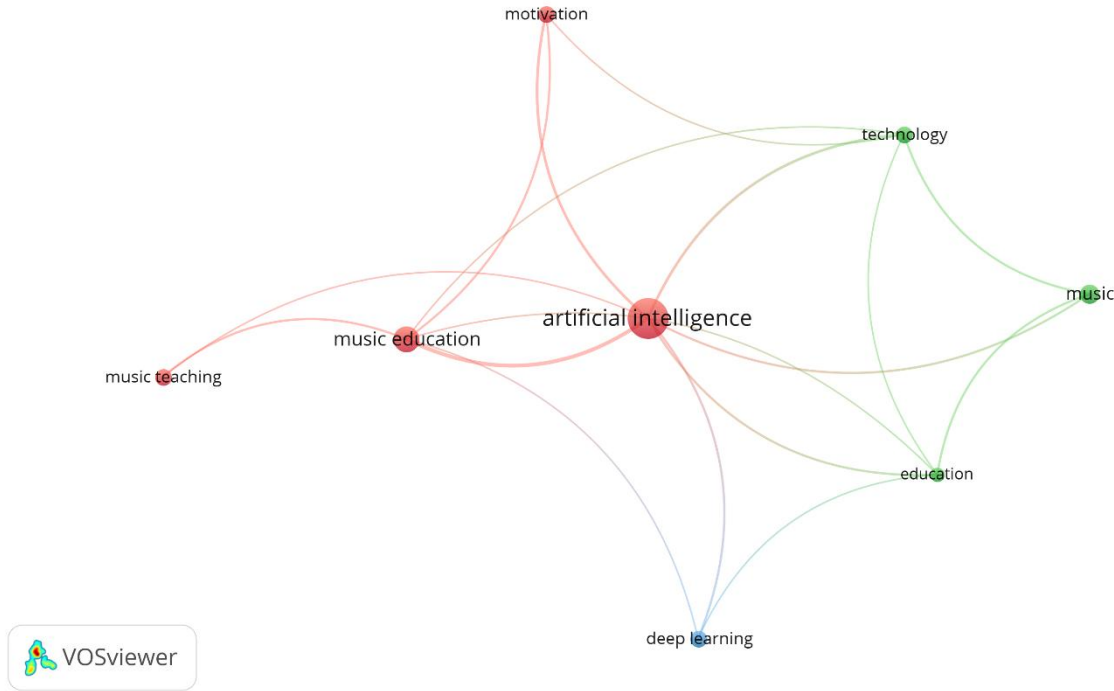 motivation
technology
music
artificial intelligence
music education
music teaching
education
deep learning
VOSviewer